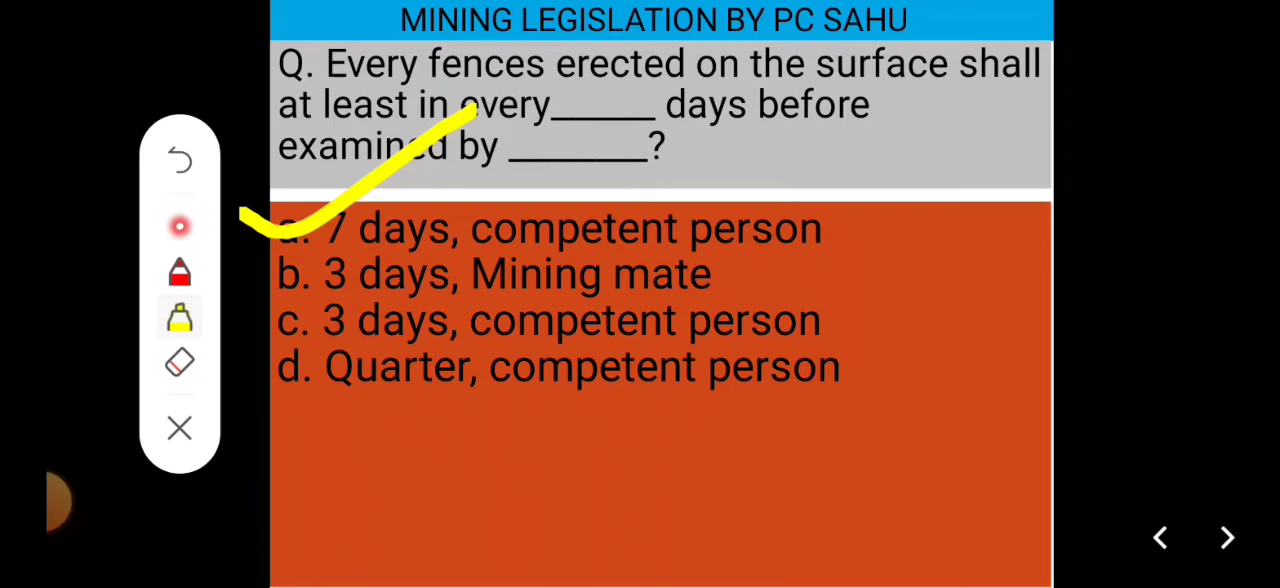 MINING LEGISLATION BY PC SAHU
Q. Every fences erected on the surface shall
at least in every______ days before
examined by ________?
a. 7 days, competent person
b. 3 days, Mining mate
c. 3 days, competent person
d. Quarter, competent person